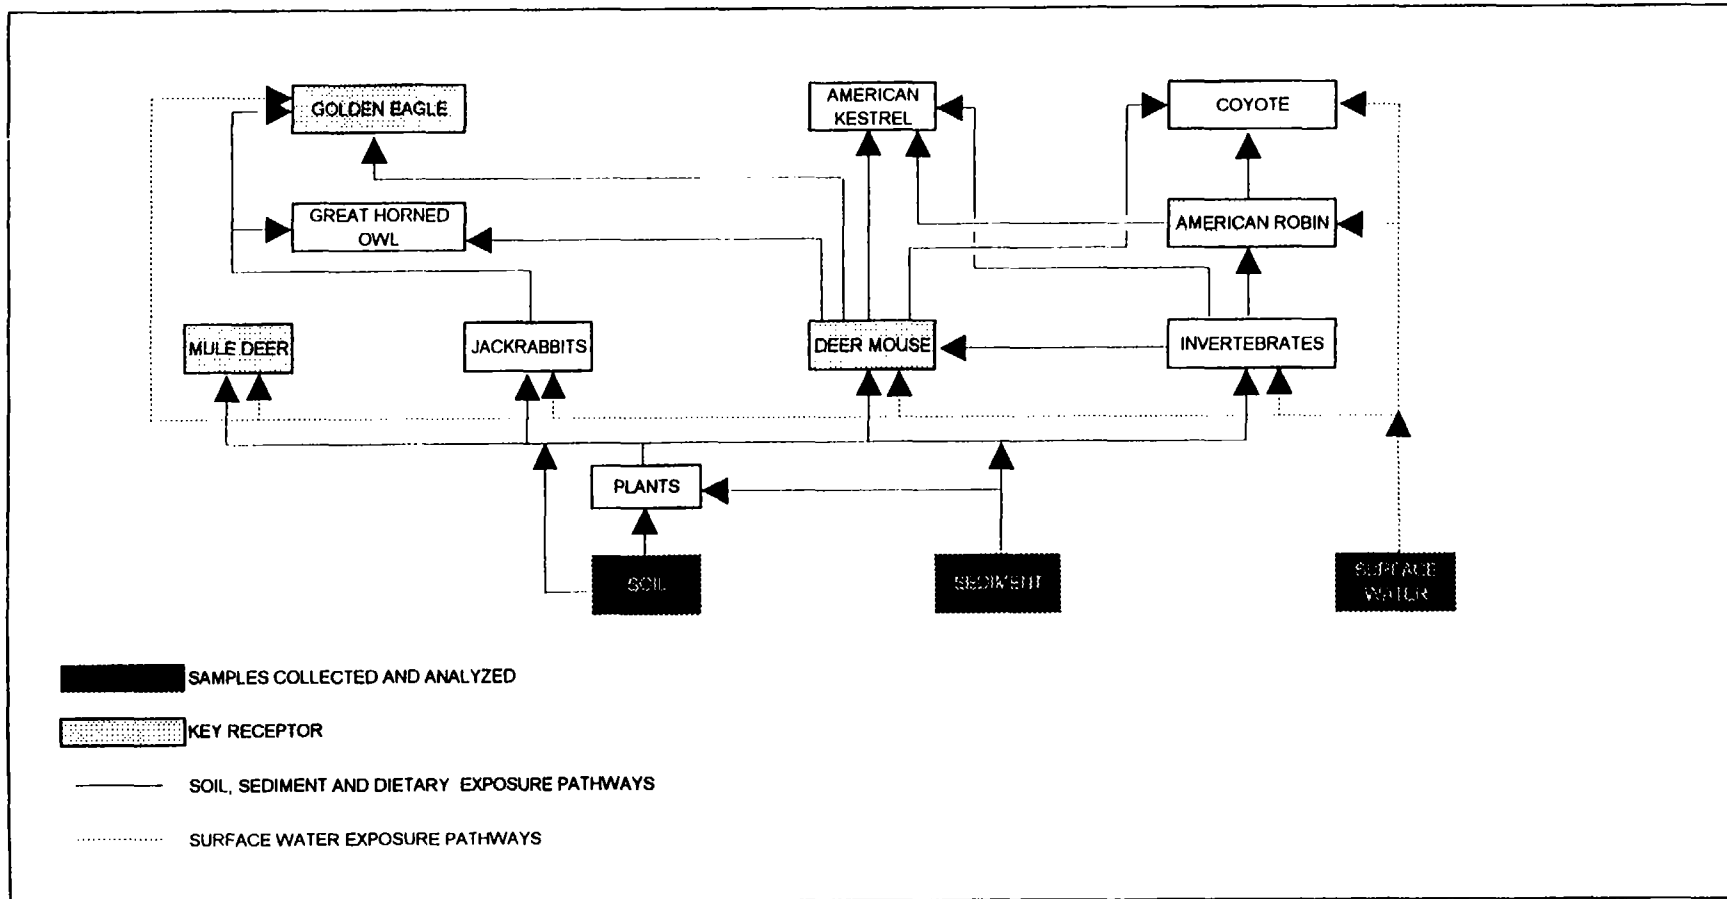 GOLDEN EAGLE
AMERICAN
KESTREL
COYOTE
GREAT HORNED
OWL
AMERICAN ROBIN
MULE DEER
JACKRABBITS
DEER MOUSE
INVERTEBRATES
PLANTS
SOIL
SEDIMENT
SURFACE
WATER
SAMPLES COLLECTED AND ANALYZED
KEY RECEPTOR
SOIL, SEDIMENT AND DIETARY EXPOSURE PATHWAYS
SURFACE WATER EXPOSURE PATHWAYS